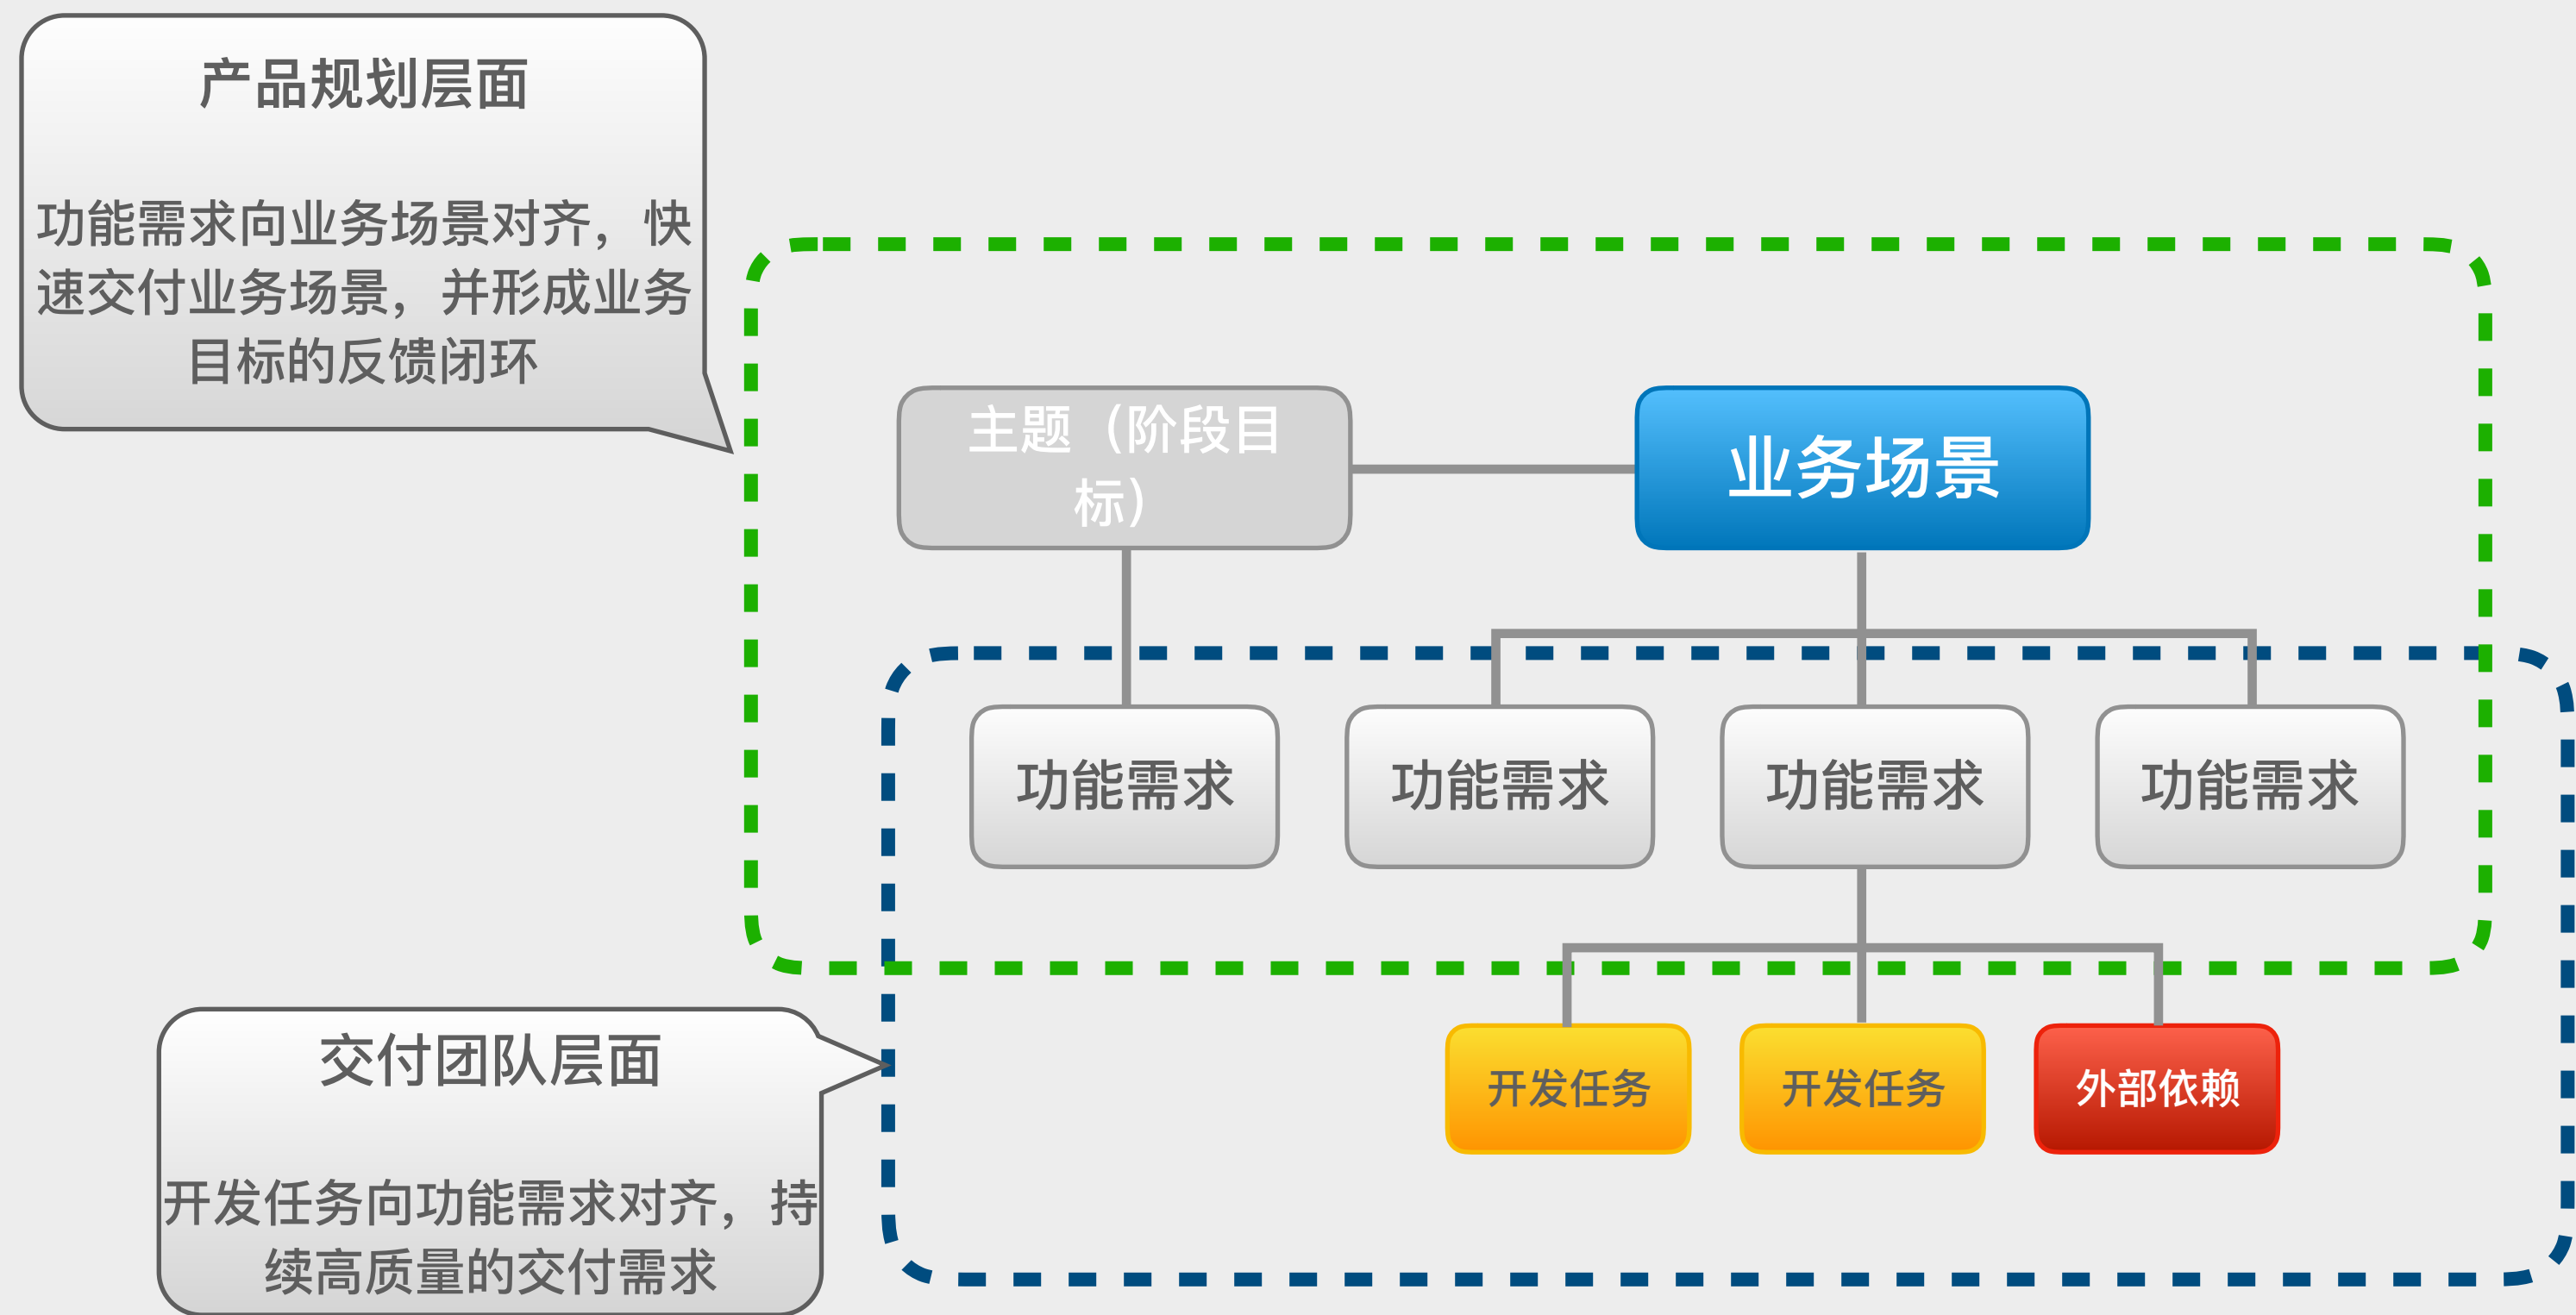 产品规划层面
功能需求向业务场景对齐，快
速交付业务场景，并形成业务
目标的反馈闭环
主题（阶段目
标）
业务场景
功能需求
功能需求
功能需求
功能需求
交付团队层面
开发任务向功能需求对齐，持
续高质量的交付需求
开发任务
开发任务
外部依赖